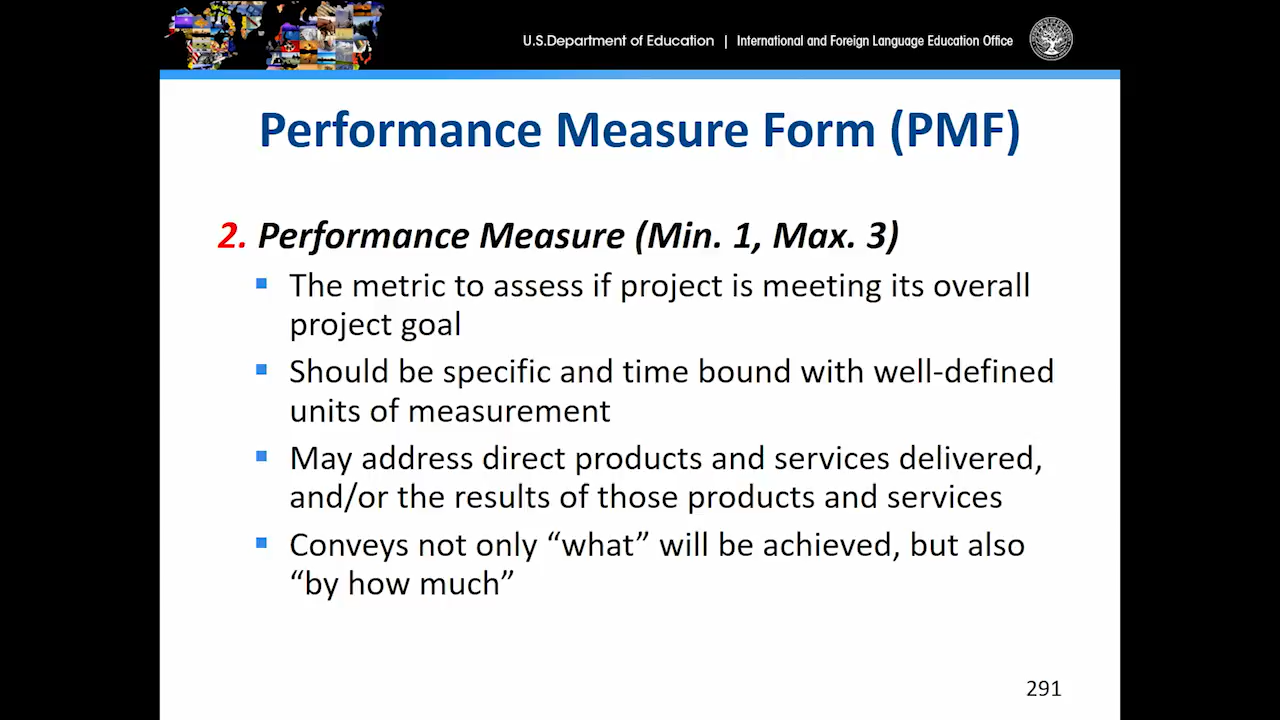 U.S.Department of Education | International and Foreign Language Education Office
Performance Measure Form (PMF)
2. Performance Measure (Min. 1, Max. 3)
▪ The metric to assess if project is meeting its overall
project goal
▪ Should be specific and time bound with well-defined
units of measurement
▪ May address direct products and services delivered,
and/or the results of those products and services
▪ Conveys not only “what” will be achieved, but also
“by how much”
291